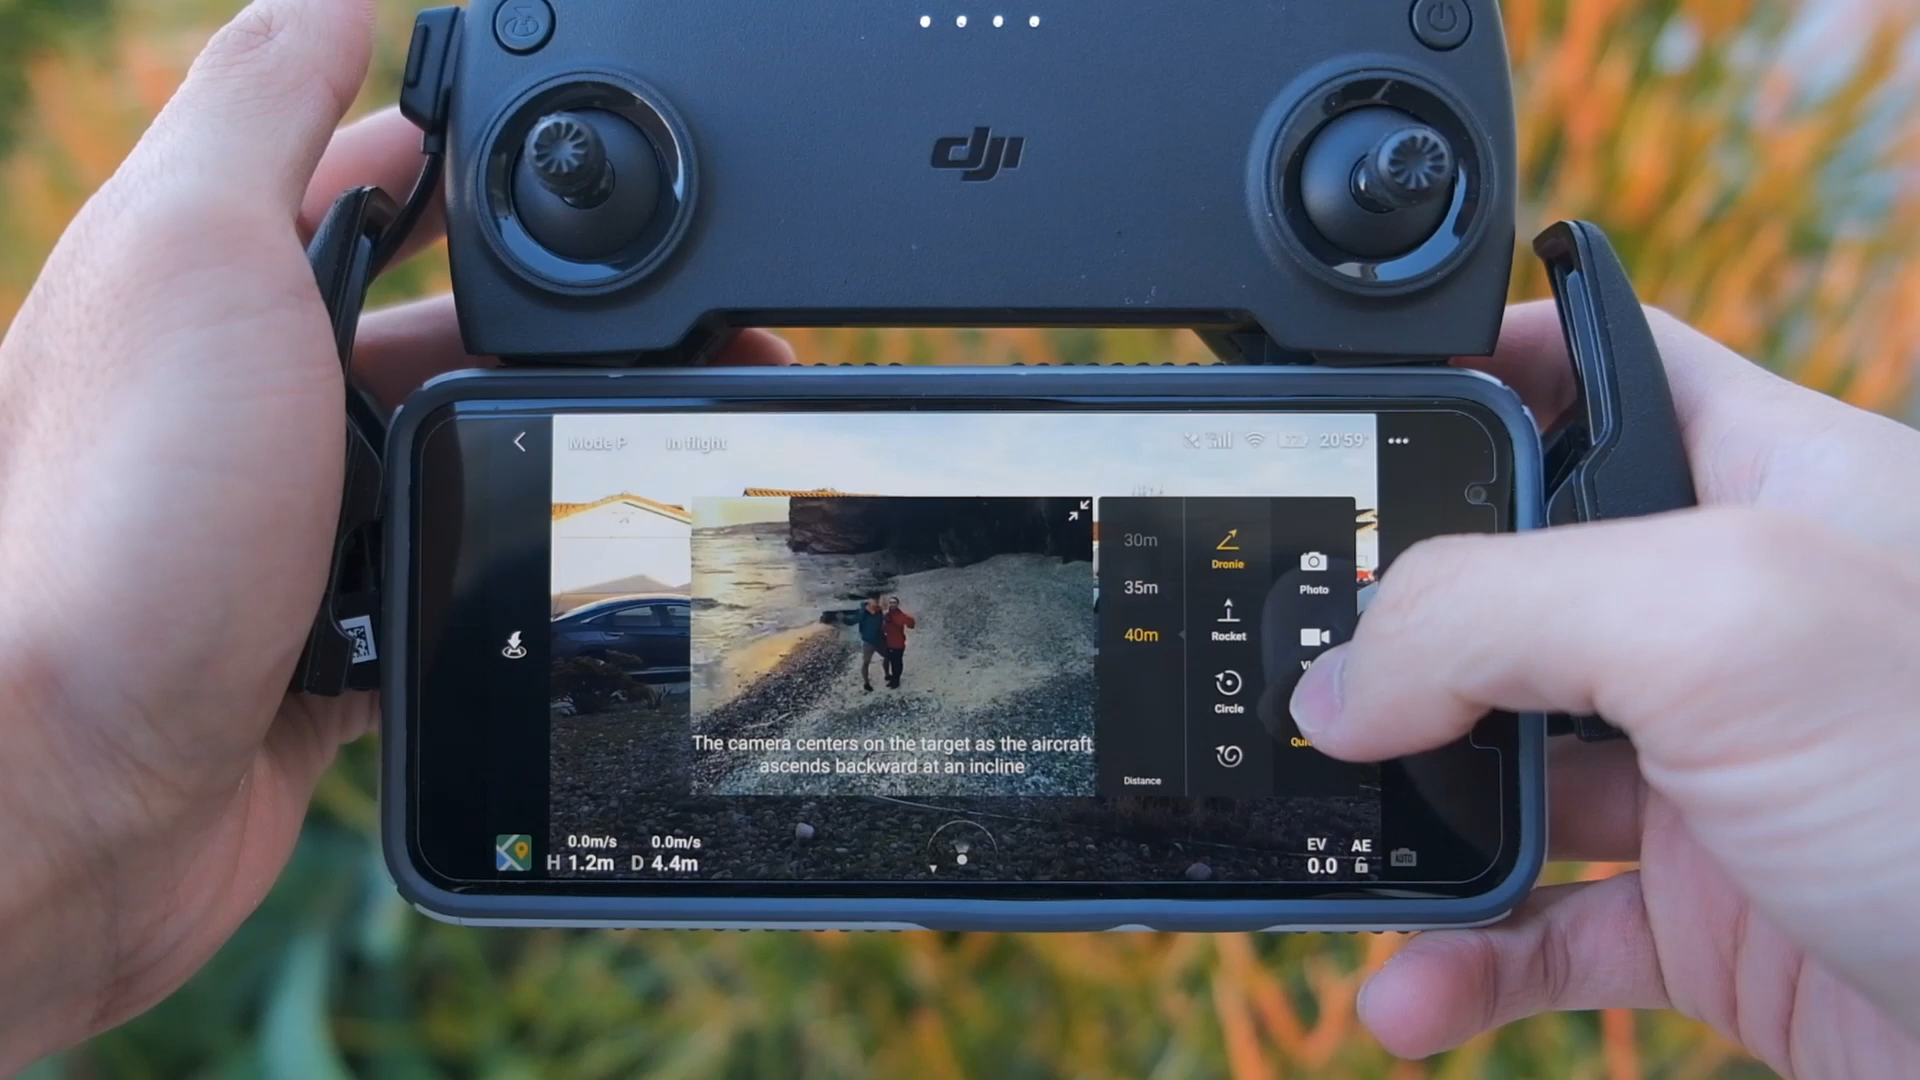 dji
Mode P
In flight
20'59"
30m
35m
40m
Distance
Dronie
Rocket
Circle
Photo
The camera centers on the target as the aircraft
ascends backward at an incline
0.0m/s
0.0m/s
H 1.2m
D 4.4m
EV
0.0
AE
AUTO